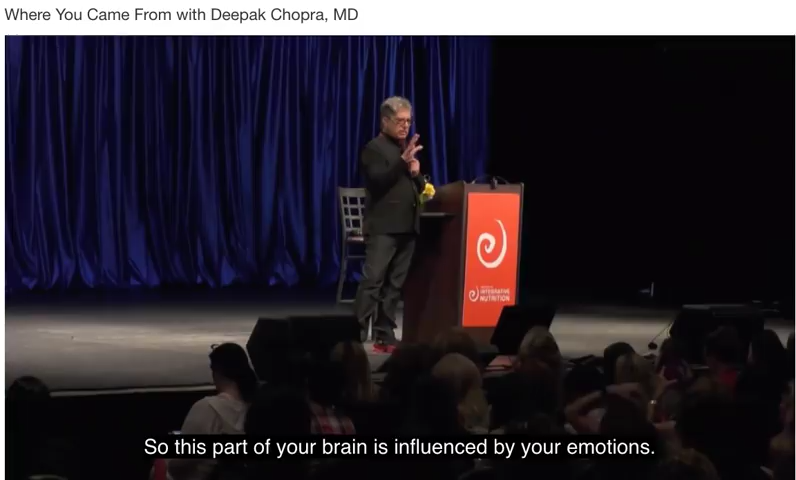 Where You Came From with Deepak Chopra, MD
INTEGRATIVE
NUTRITION
So this part of your brain is influenced by your emotions.